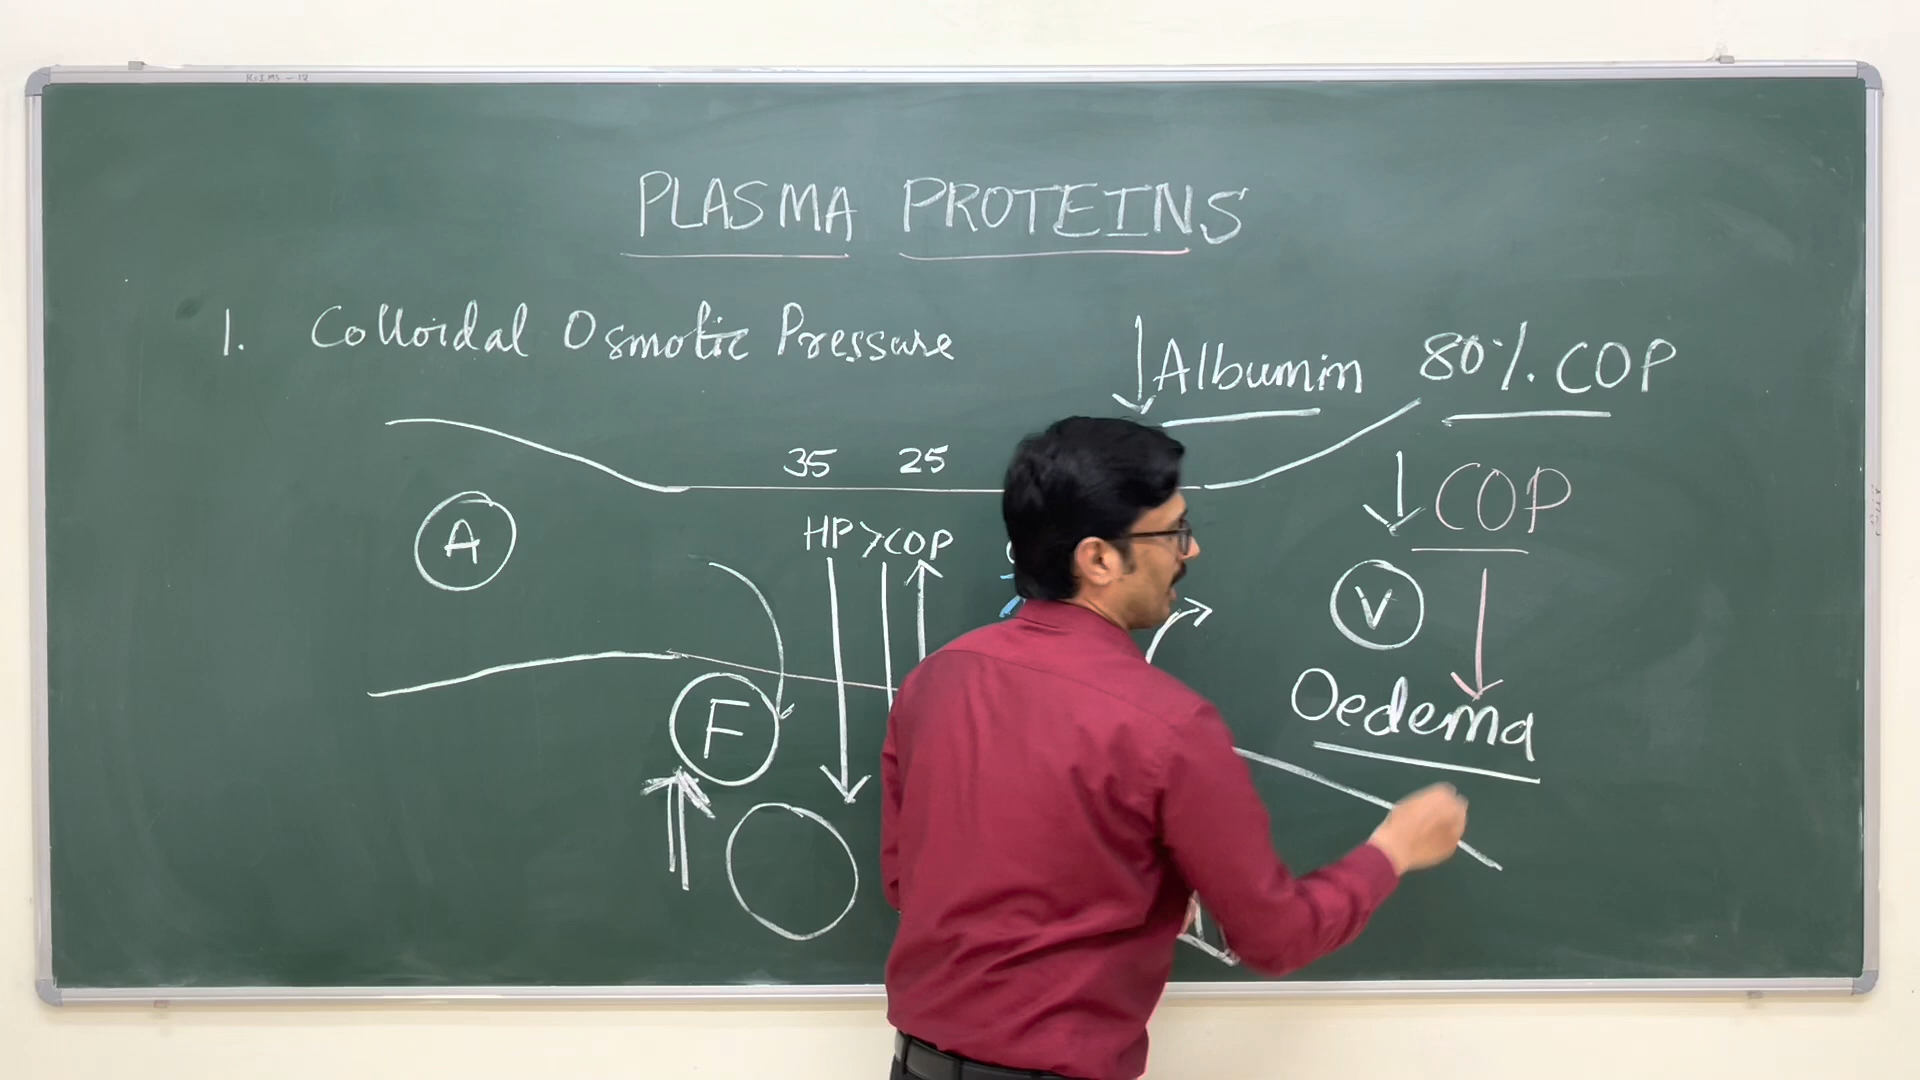 PLASMA PROTEINS
1. Colloidal Osmotic Pressure
↓Albumin 80%. COP
35 25
↓COP
A
HP>COP
V
F
Oedema